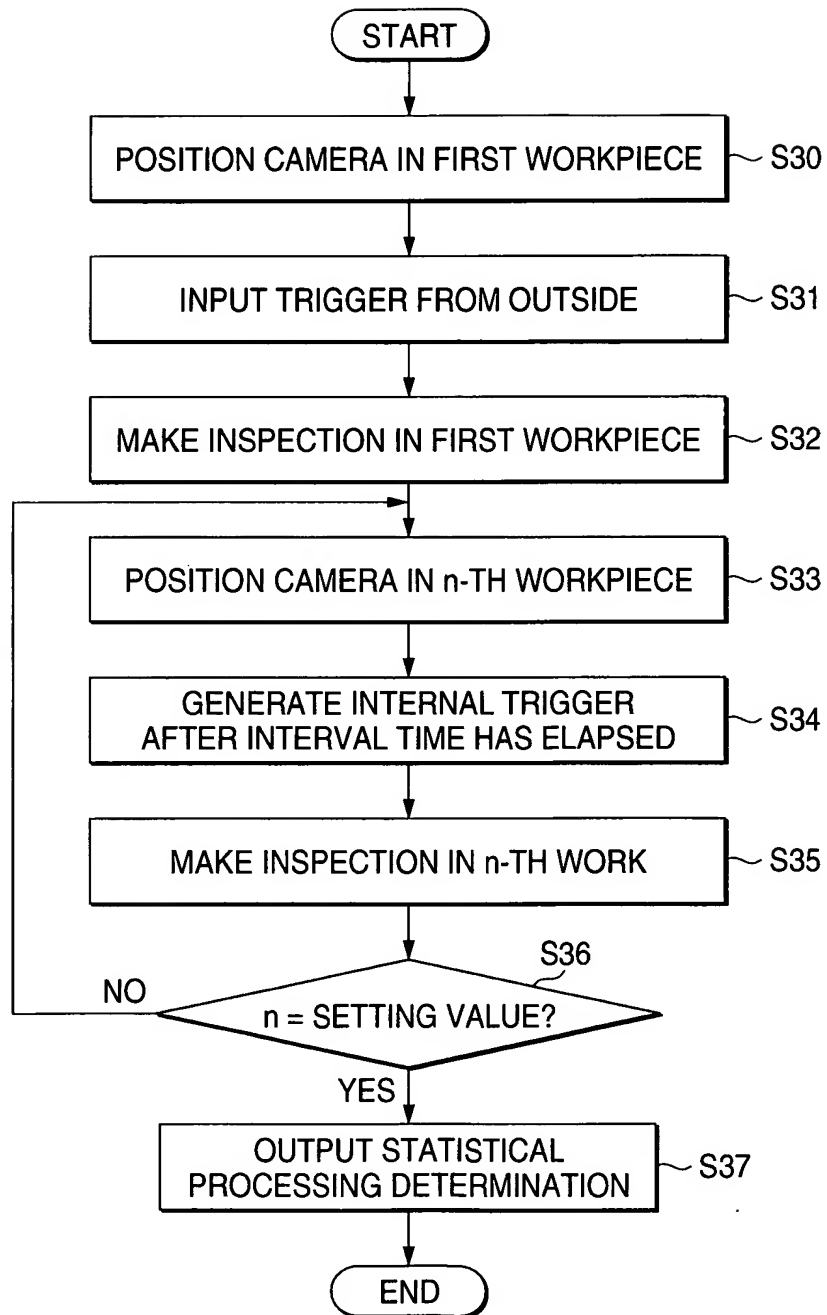 START
POSITION CAMERA IN FIRST WORKPIECE
S30
INPUT TRIGGER FROM OUTSIDE
S31
MAKE INSPECTION IN FIRST WORKPIECE
S32
POSITION CAMERA IN n-TH WORKPIECE
S33
GENERATE INTERNAL TRIGGER
AFTER INTERVAL TIME HAS ELAPSED
S34
MAKE INSPECTION IN n-TH WORK
S35
S36
NO
n = SETTING VALUE?
YES
OUTPUT STATISTICAL
PROCESSING DETERMINATION
S37
END